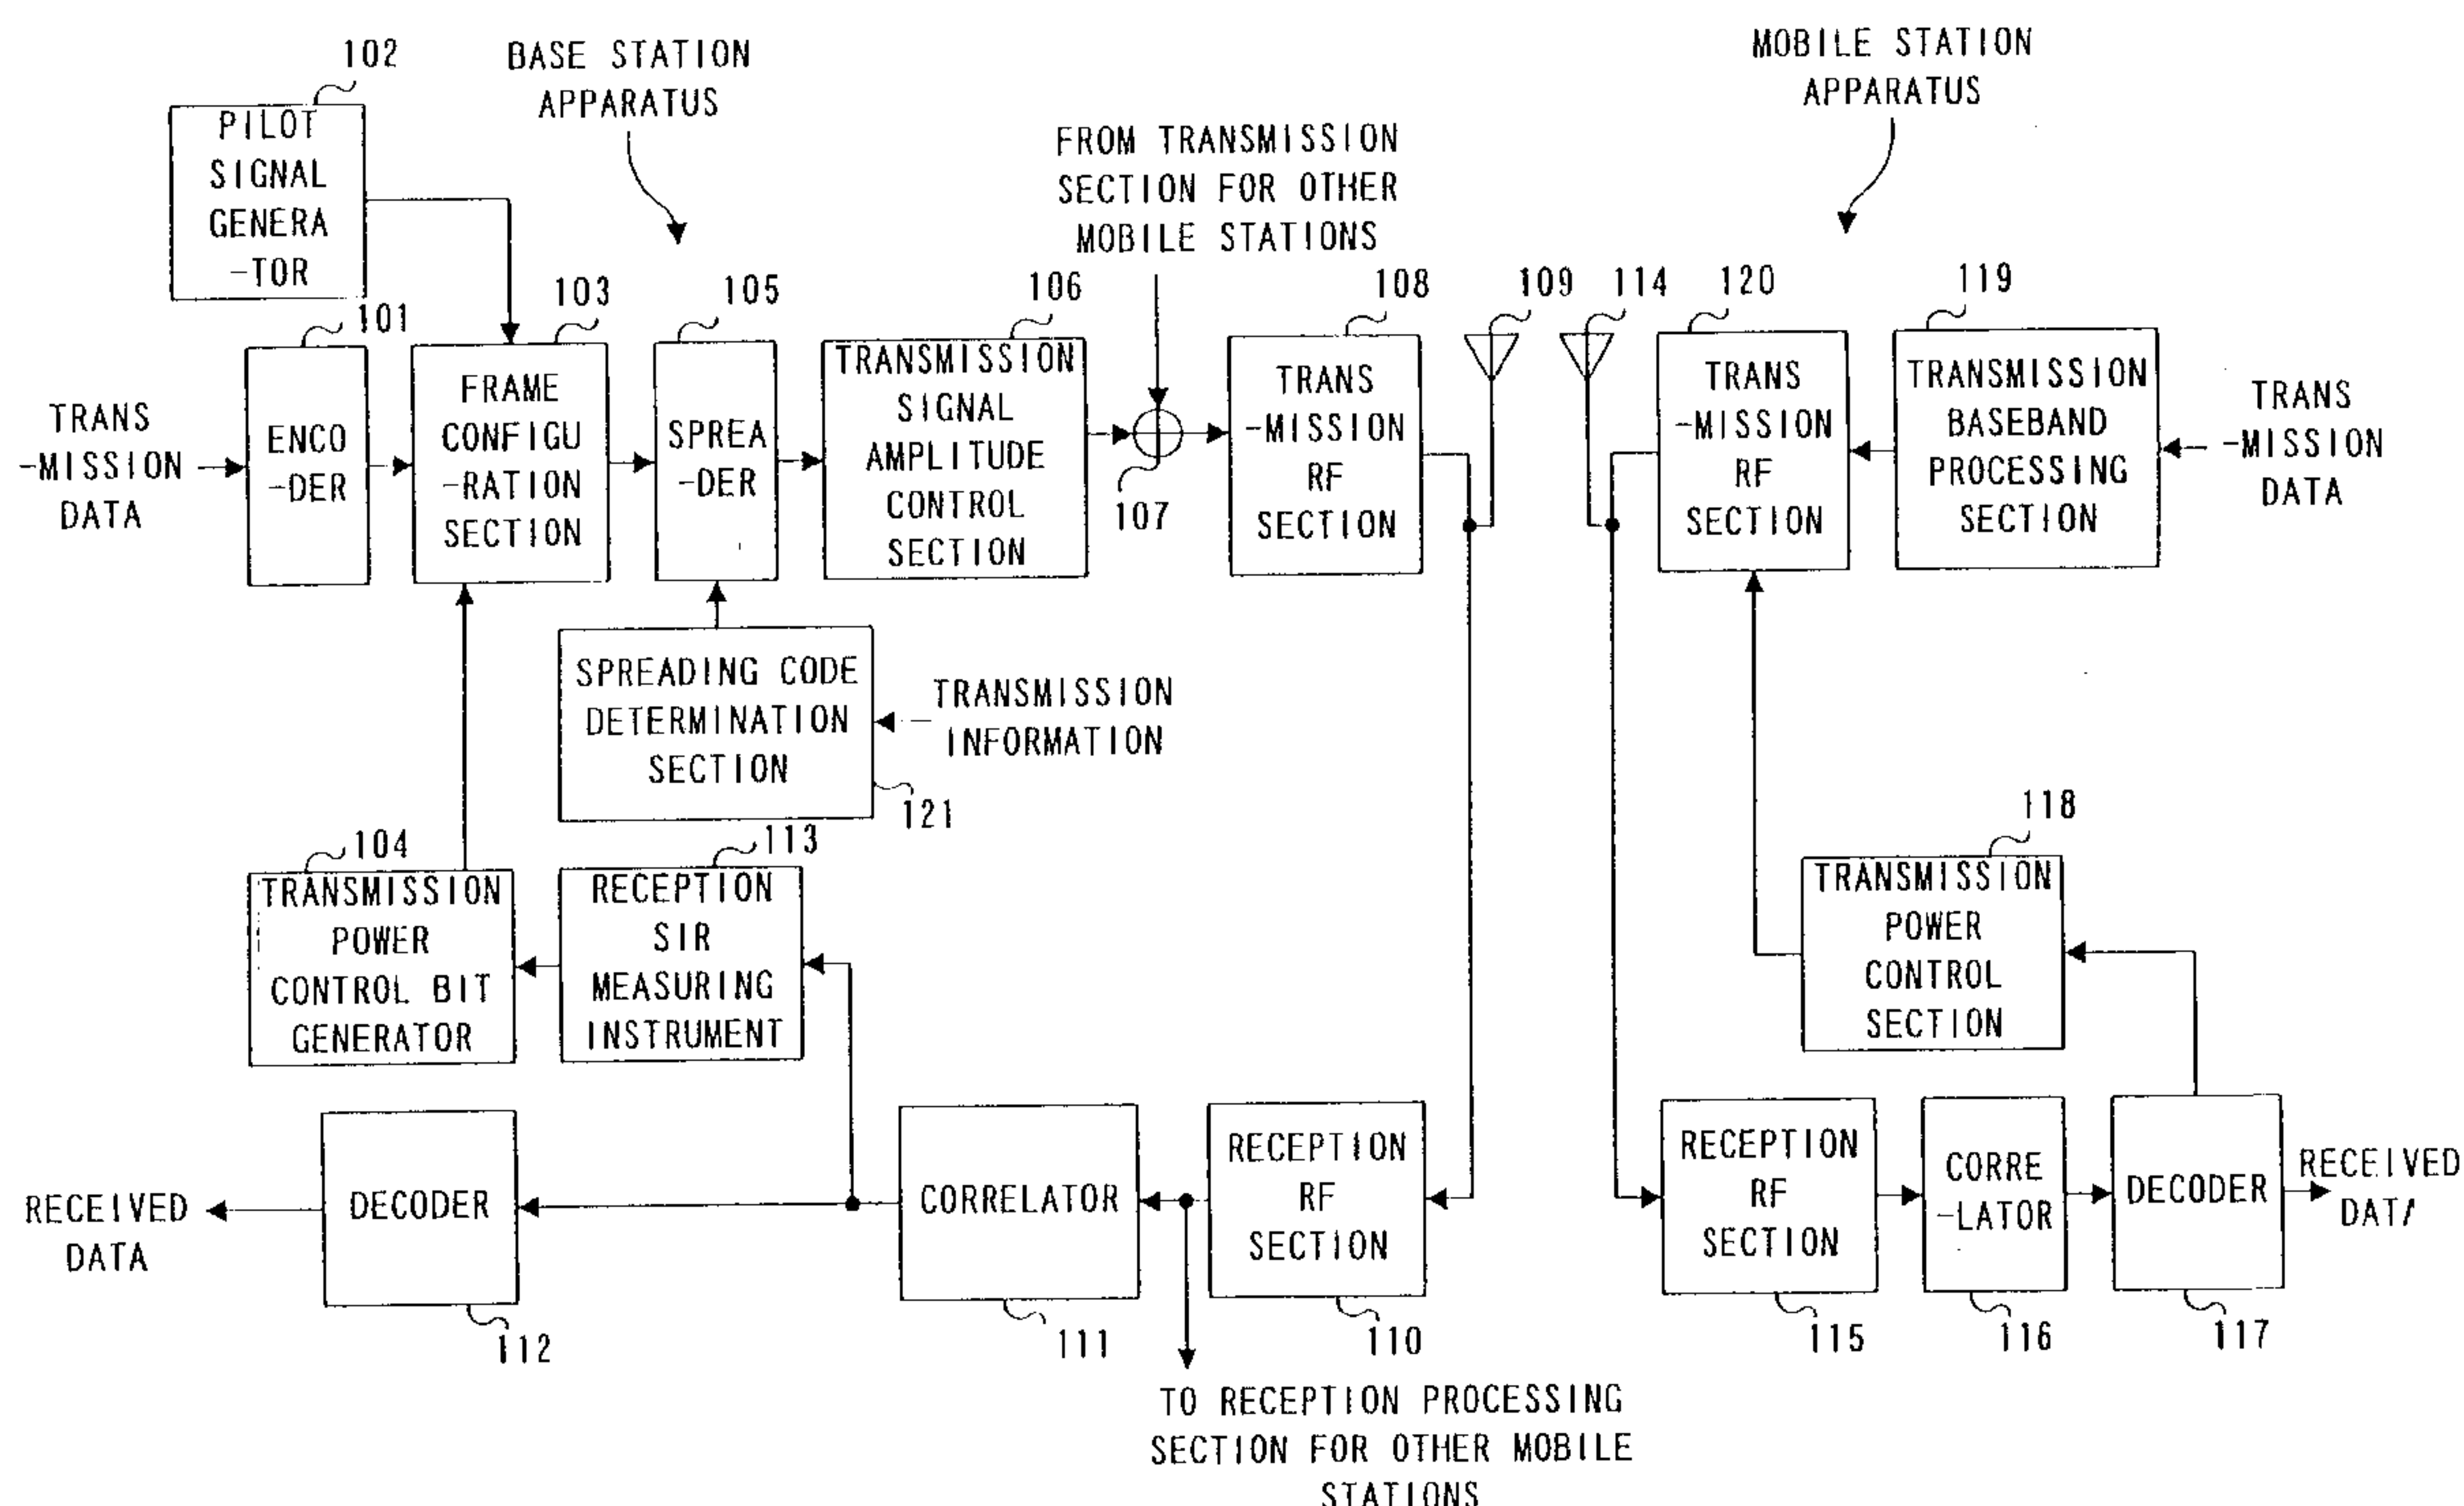 102
BASE STATION
APPARATUS
MOBILE STATION
APPARATUS
PILOT
SIGNAL
GENERA
-TOR
FROM TRANSMISSION
SECTION FOR OTHER
MOBILE STATIONS
101
103
105
106
108
109
114
120
119
TRANS
-MISSION
DATA
ENCO
-DER
FRAME
CONFIGU
-RATION
SECTION
SPREA
-DER
TRANSMISSION
SIGNAL
AMPLITUDE
CONTROL
SECTION
107
TRANS
-MISSION
RF
SECTION
TRANS
-MISSION
RF
SECTION
TRANSMISSION
BASEBAND
PROCESSING
SECTION
TRANS
-MISSION
DATA
SPREADING CODE
DETERMINATION
SECTION
TRANSMISSION
INFORMATION
121
104
113
118
TRANSMISSION
POWER
CONTROL BIT
GENERATOR
RECEPTION
SIR
MEASURING
INSTRUMENT
TRANSMISSION
POWER
CONTROL
SECTION
RECEIVED
DATA
DECODER
CORRELATOR
RECEPTION
RF
SECTION
RECEPTION
RF
SECTION
CORRE
-LATOR
DECODER
RECEIVED
DATA
112
111
110
115
116
117
TO RECEPTION PROCESSING
SECTION FOR OTHER MOBILE
STATIONS